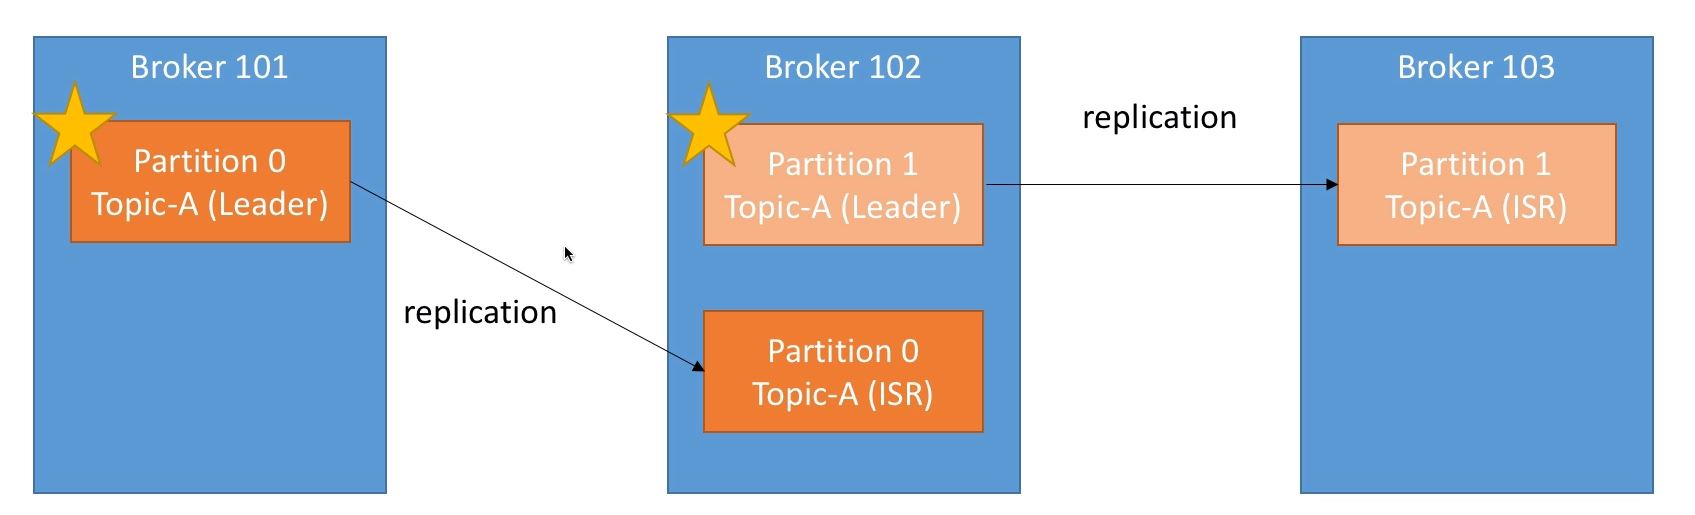 Broker 101
Partition 0
Topic-A (Leader)
replication
Broker 102
Partition 1
Topic-A (Leader)
Partition 0
Topic-A (ISR)
replication
Broker 103
Partition 1
Topic-A (ISR)